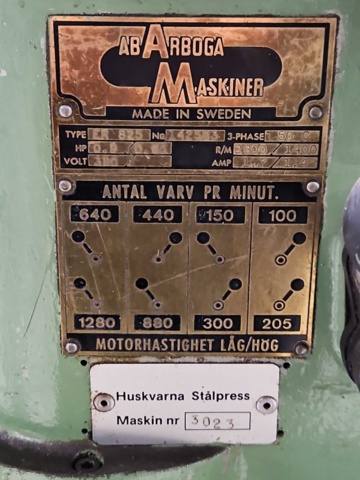 AB ARBOGA
MASKINER
MADE IN SWEDEN
TYPE 825 No 3-PHASE
HP R/M
VOLT AMP
ANTAL VARV PR MINUT.
640 440 150 100
1280 880 300 205
MOTORHASTIGHET LÅG/HÖG
Huskvarna Stålpress
Maskin nr 3023